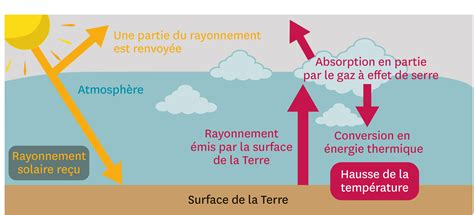 Une partie du rayonnement
est renvoyée
Atmosphère
Rayonnement
solaire reçu
Absorption en partie
par le gaz à effet de serre
Rayonnement
émis par la surface
de la Terre
Conversion en
énergie thermique
Hausse de la
température
Surface de la Terre